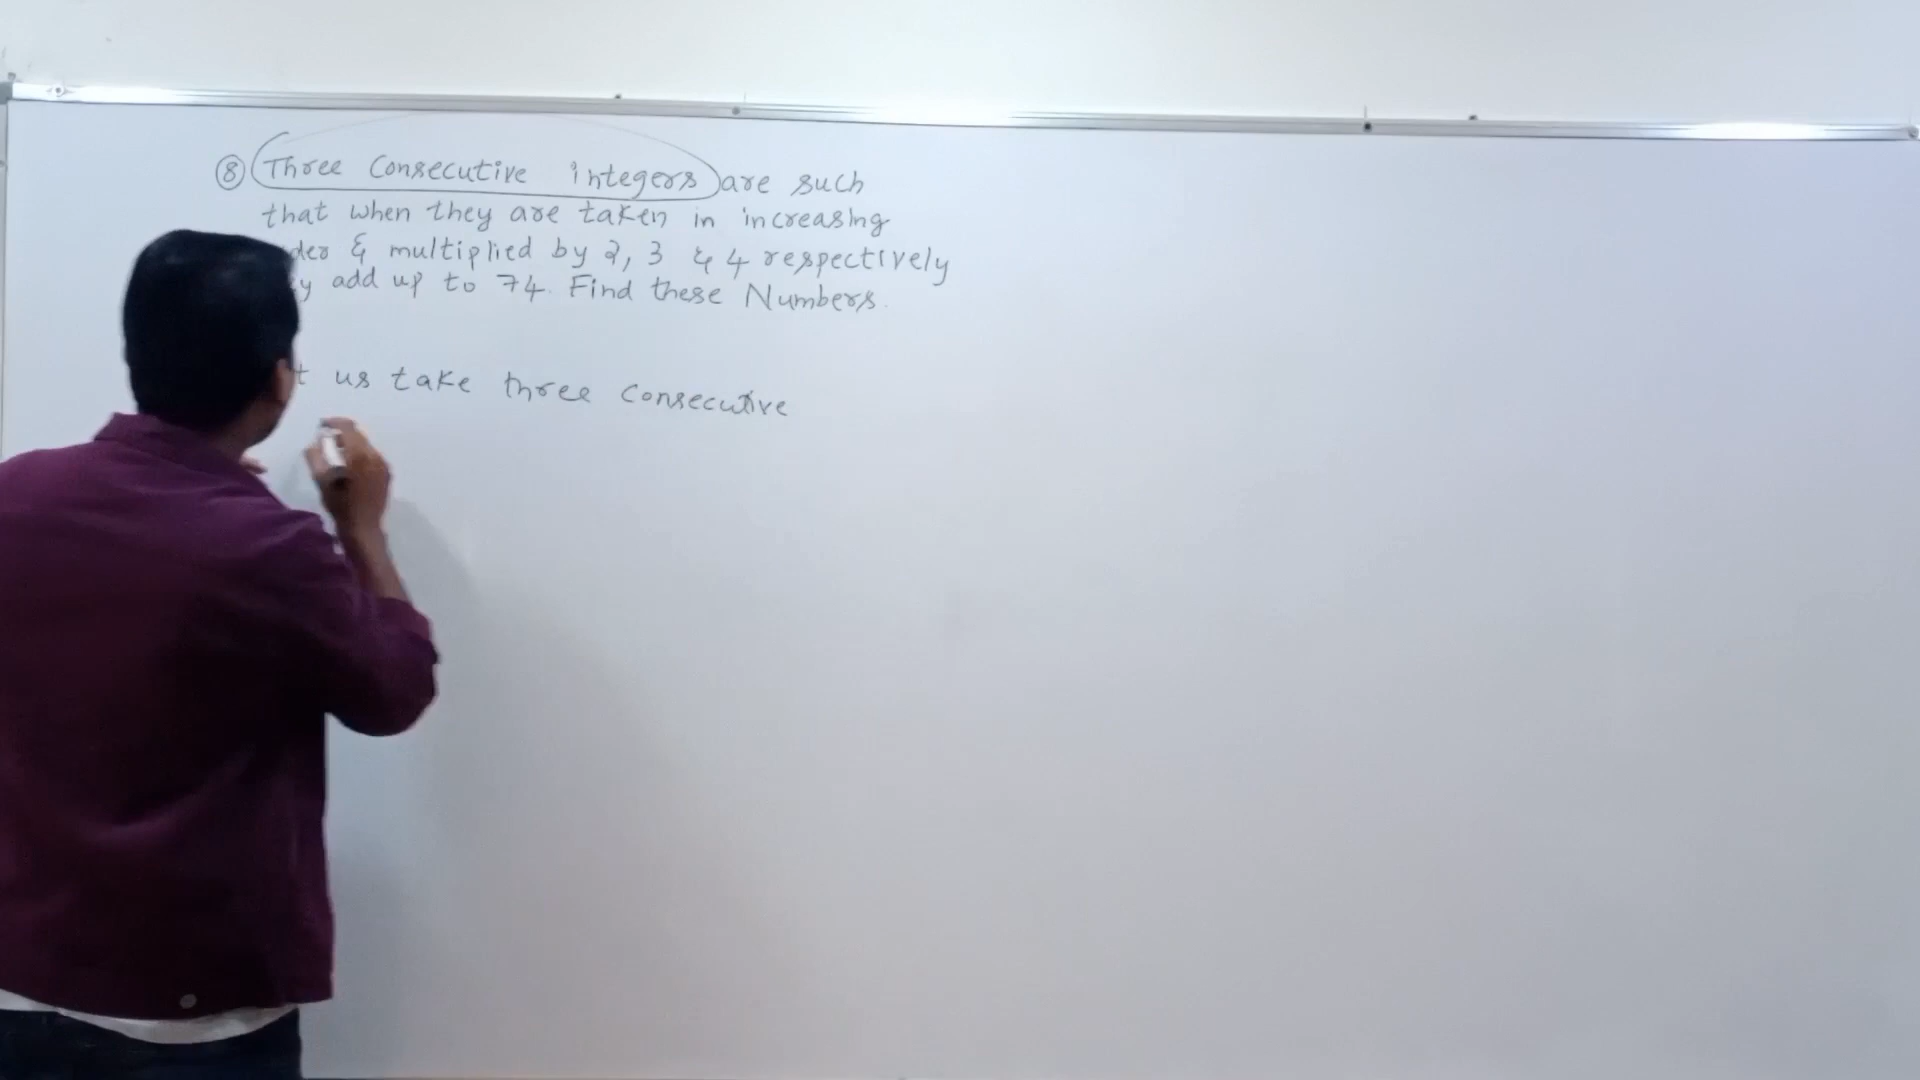 ⑧ Three Consecutive integers are such
that when they are taken in increasing
& multiplied by 2, 3 & 4 respectively
add up to 74. Find these Numbers.
us take three Consecutive